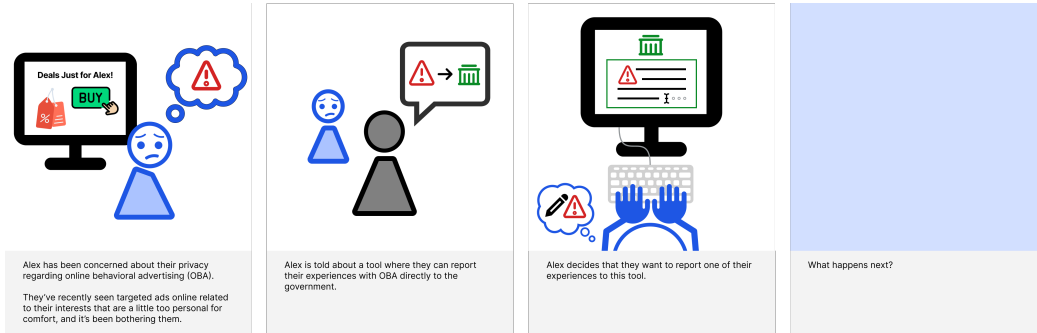 Deals Just for Alex!
BUY
%
Alex has been concerned about their privacy
regarding online behavioral advertising (OBA).
They’ve recently seen targeted ads online related
to their interests that are a little too personal for
comfort, and it’s been bothering them.
Alex is told about a tool where they can report
their experiences with OBA directly to the
government.
Alex decides that they want to report one of their
experiences to this tool.
What happens next?